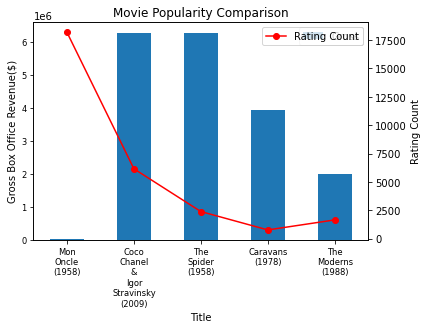 Movie Popularity Comparison
1e6
Rating Count
Gross Box Office Revenue($)
6
5
4
3
2
1
0
17500
15000
12500
10000
7500
5000
2500
0
Rating Count
Mon
Oncle
(1958)
Coco
Chanel
&
Igor
Stravinsky
(2009)
The
Spider
(1958)
Caravans
(1978)
The
Moderns
(1988)
Title